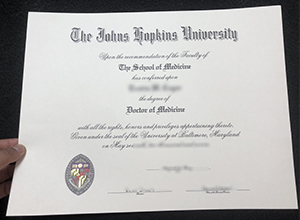 The Johns Hopkins University
Upon the recommendation of the Faculty of
The School of Medicine
has conferred upon
the degree of
Doctor of Medicine
with all the rights, honors and privileges appertaining thereto.
Given under the seal of the University at Baltimore, Maryland
on May